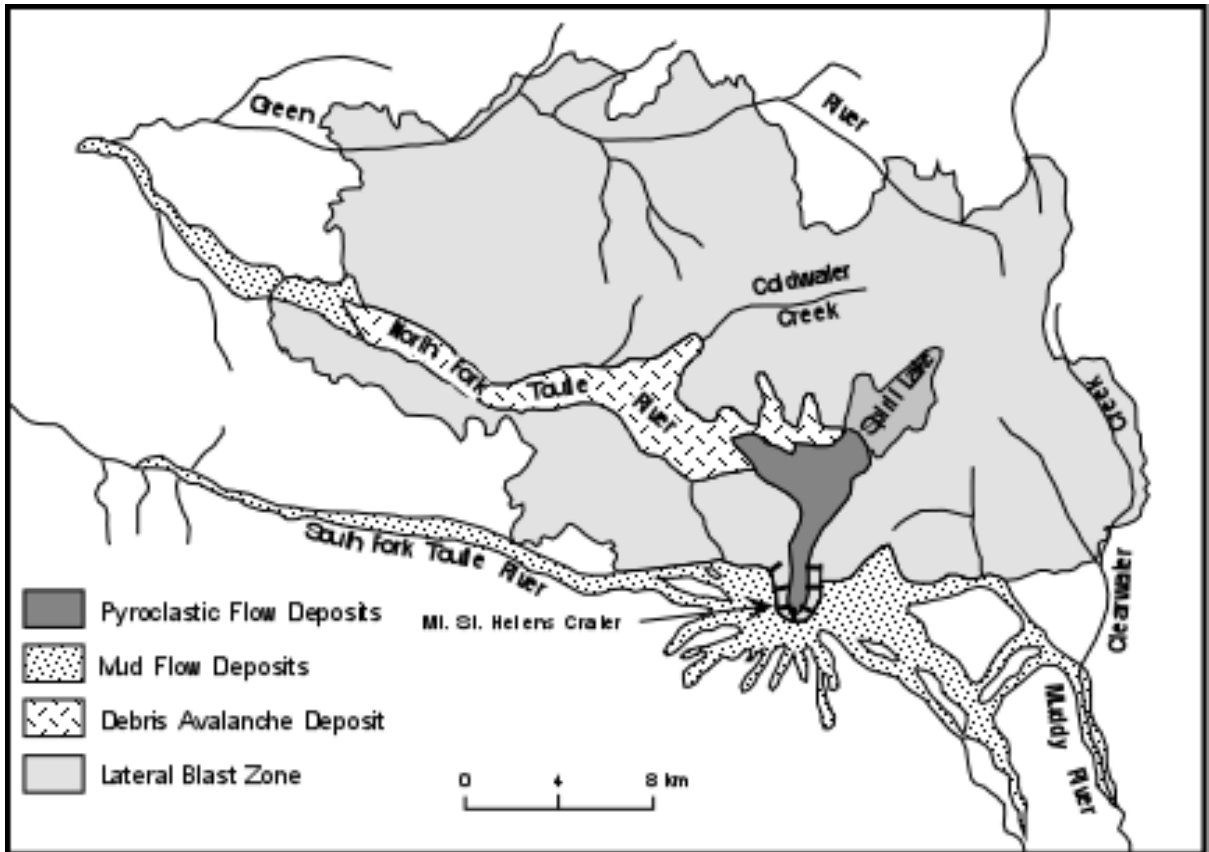 Green
River
Coldwater
Creek
North Fork Toutle River
Spirit Lake
Creek
Clearwater
South Fork Toutle River
Mt. St. Helens Crater
Muddy River
Pyroclastic Flow Deposits
Mud Flow Deposits
Debris Avalanche Deposit
Lateral Blast Zone
0 4 8 km